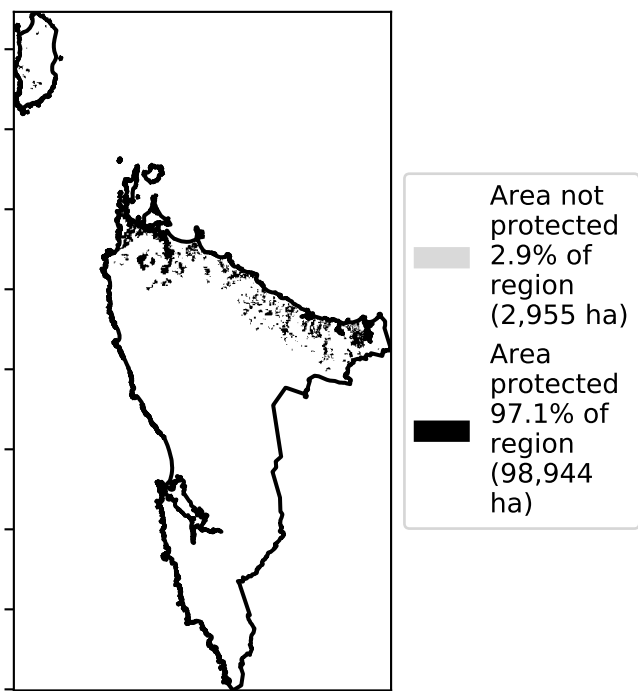 Area not
protected
2.9% of
region
(2,955 ha)
Area
protected
97.1% of
region
(98,944
ha)